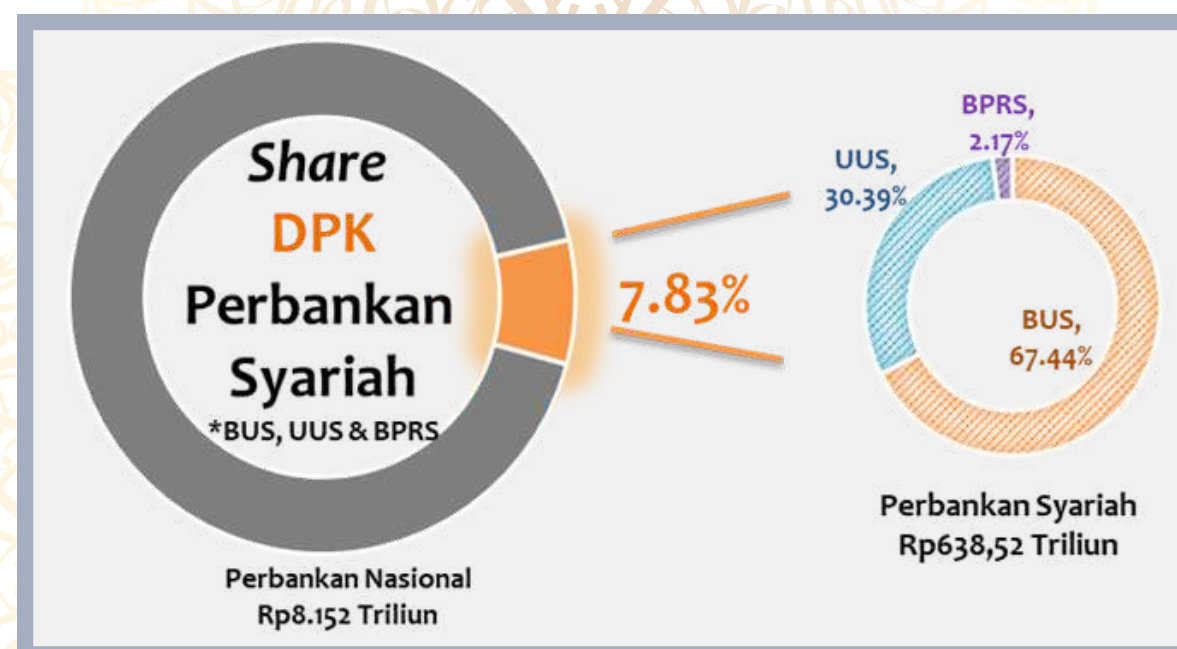 Share
DPK
Perbankan
Syariah
*BUS, UUS & BPRS
Perbankan Nasional
Rp8.152 Triliun
7.83%
BPRS,
2.17%
UUS,
30.39%
BUS,
67.44%
Perbankan Syariah
Rp638,52 Triliun